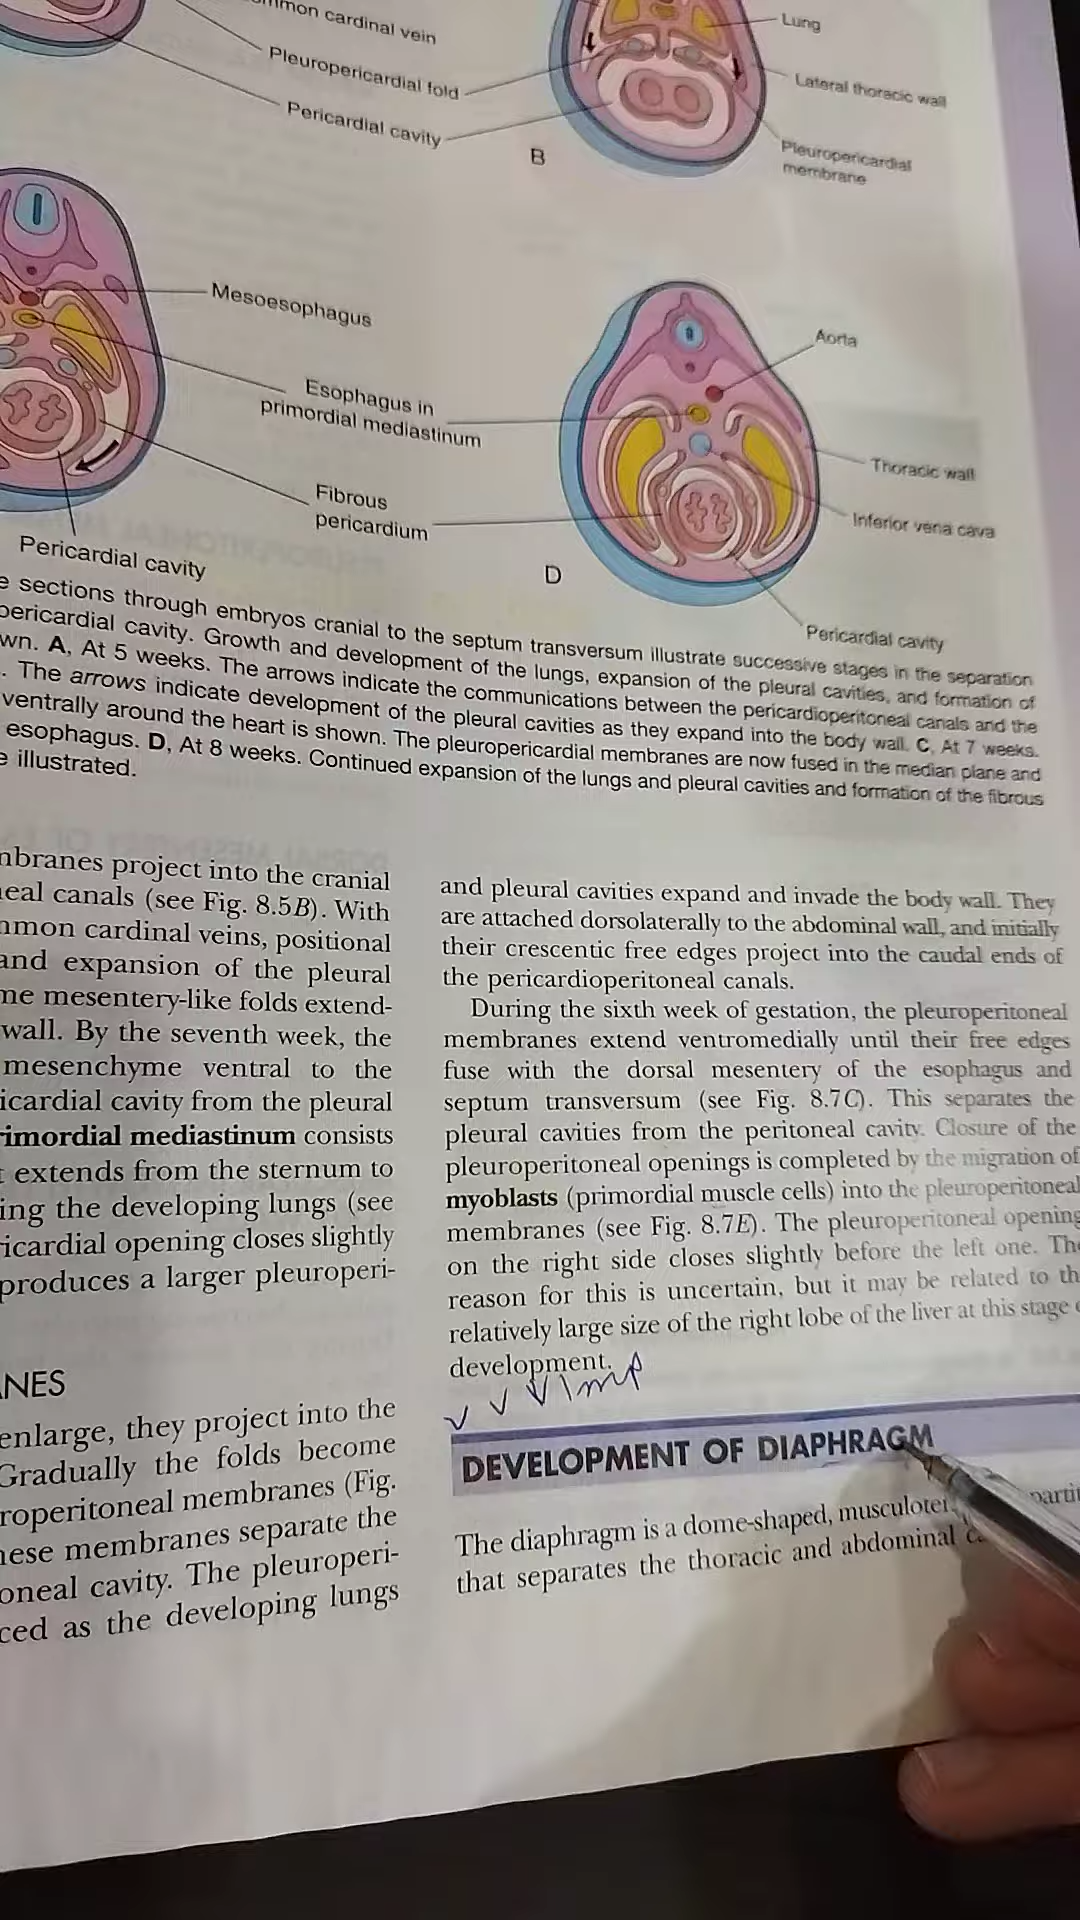 mmon cardinal vein
Pleuropericardial fold
Pericardial cavity
Lung
Lateral thoracic wall
Pleuropericardial
membrane
B
Mesoesophagus
Esophagus in
primordial mediastinum
Fibrous
pericardium
Pericardial cavity
Aorta
Thoracic wall
Inferior vena cava
D
Pericardial cavity
e sections through embryos cranial to the septum transversum illustrate successive stages in the separation
pericardial cavity. Growth and development of the lungs, expansion of the pleural cavities, and formation of
wn. A, At 5 weeks. The arrows indicate the communications between the pericardioperitoneal canals and the
. The arrows indicate development of the pleural cavities as they expand into the body wall. C, At 7 weeks.
ventrally around the heart is shown. The pleuropericardial membranes are now fused in the median plane and
esophagus. D, At 8 weeks. Continued expansion of the lungs and pleural cavities and formation of the fibrous
e illustrated.
mbranes project into the cranial
neal canals (see Fig. 8.5B). With
mmon cardinal veins, positional
and expansion of the pleural
me mesentery-like folds extend-
wall. By the seventh week, the
mesenchyme ventral to the
icardial cavity from the pleural
rimordial mediastinum consists
t extends from the sternum to
ing the developing lungs (see
icardial opening closes slightly
produces a larger pleuroperi-
ANES
enlarge, they project into the
Gradually the folds become
roperitoneal membranes (Fig.
hese membranes separate the
oneal cavity. The pleuroperi-
ced as the developing lungs
and pleural cavities expand and invade the body wall. They
are attached dorsolaterally to the abdominal wall, and initially
their crescentic free edges project into the caudal ends of
the pericardioperitoneal canals.
During the sixth week of gestation, the pleuroperitoneal
membranes extend ventromedially until their free edges
fuse with the dorsal mesentery of the esophagus and
septum transversum (see Fig. 8.7C). This separates the
pleural cavities from the peritoneal cavity. Closure of the
pleuroperitoneal openings is completed by the migration of
myoblasts (primordial muscle cells) into the pleuroperitoneal
membranes (see Fig. 8.7E). The pleuroperitoneal opening
on the right side closes slightly before the left one. The
reason for this is uncertain, but it may be related to th
relatively large size of the right lobe of the liver at this stage o
development.
V V V Imp
DEVELOPMENT OF DIAPHRAGM
The diaphragm is a dome-shaped, musculote partit
that separates the thoracic and abdominal c